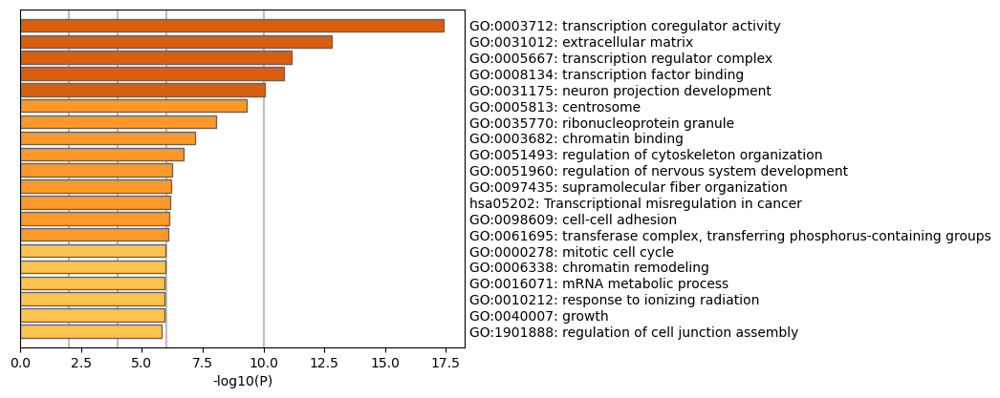 GO:0003712: transcription coregulator activity
GO:0031012: extracellular matrix
GO:0005667: transcription regulator complex
GO:0008134: transcription factor binding
GO:0031175: neuron projection development
GO:0005813: centrosome
GO:0035770: ribonucleoprotein granule
GO:0003682: chromatin binding
GO:0051493: regulation of cytoskeleton organization
GO:0051960: regulation of nervous system development
GO:0097435: supramolecular fiber organization
hsa05202: Transcriptional misregulation in cancer
GO:0098609: cell-cell adhesion
GO:0061695: transferase complex, transferring phosphorus-containing groups
GO:0000278: mitotic cell cycle
GO:0006338: chromatin remodeling
GO:0016071: mRNA metabolic process
GO:0010212: response to ionizing radiation
GO:0040007: growth
GO:1901888: regulation of cell junction assembly
0.0 2.5 5.0 7.5 10.0 12.5 15.0 17.5
-log10(P)